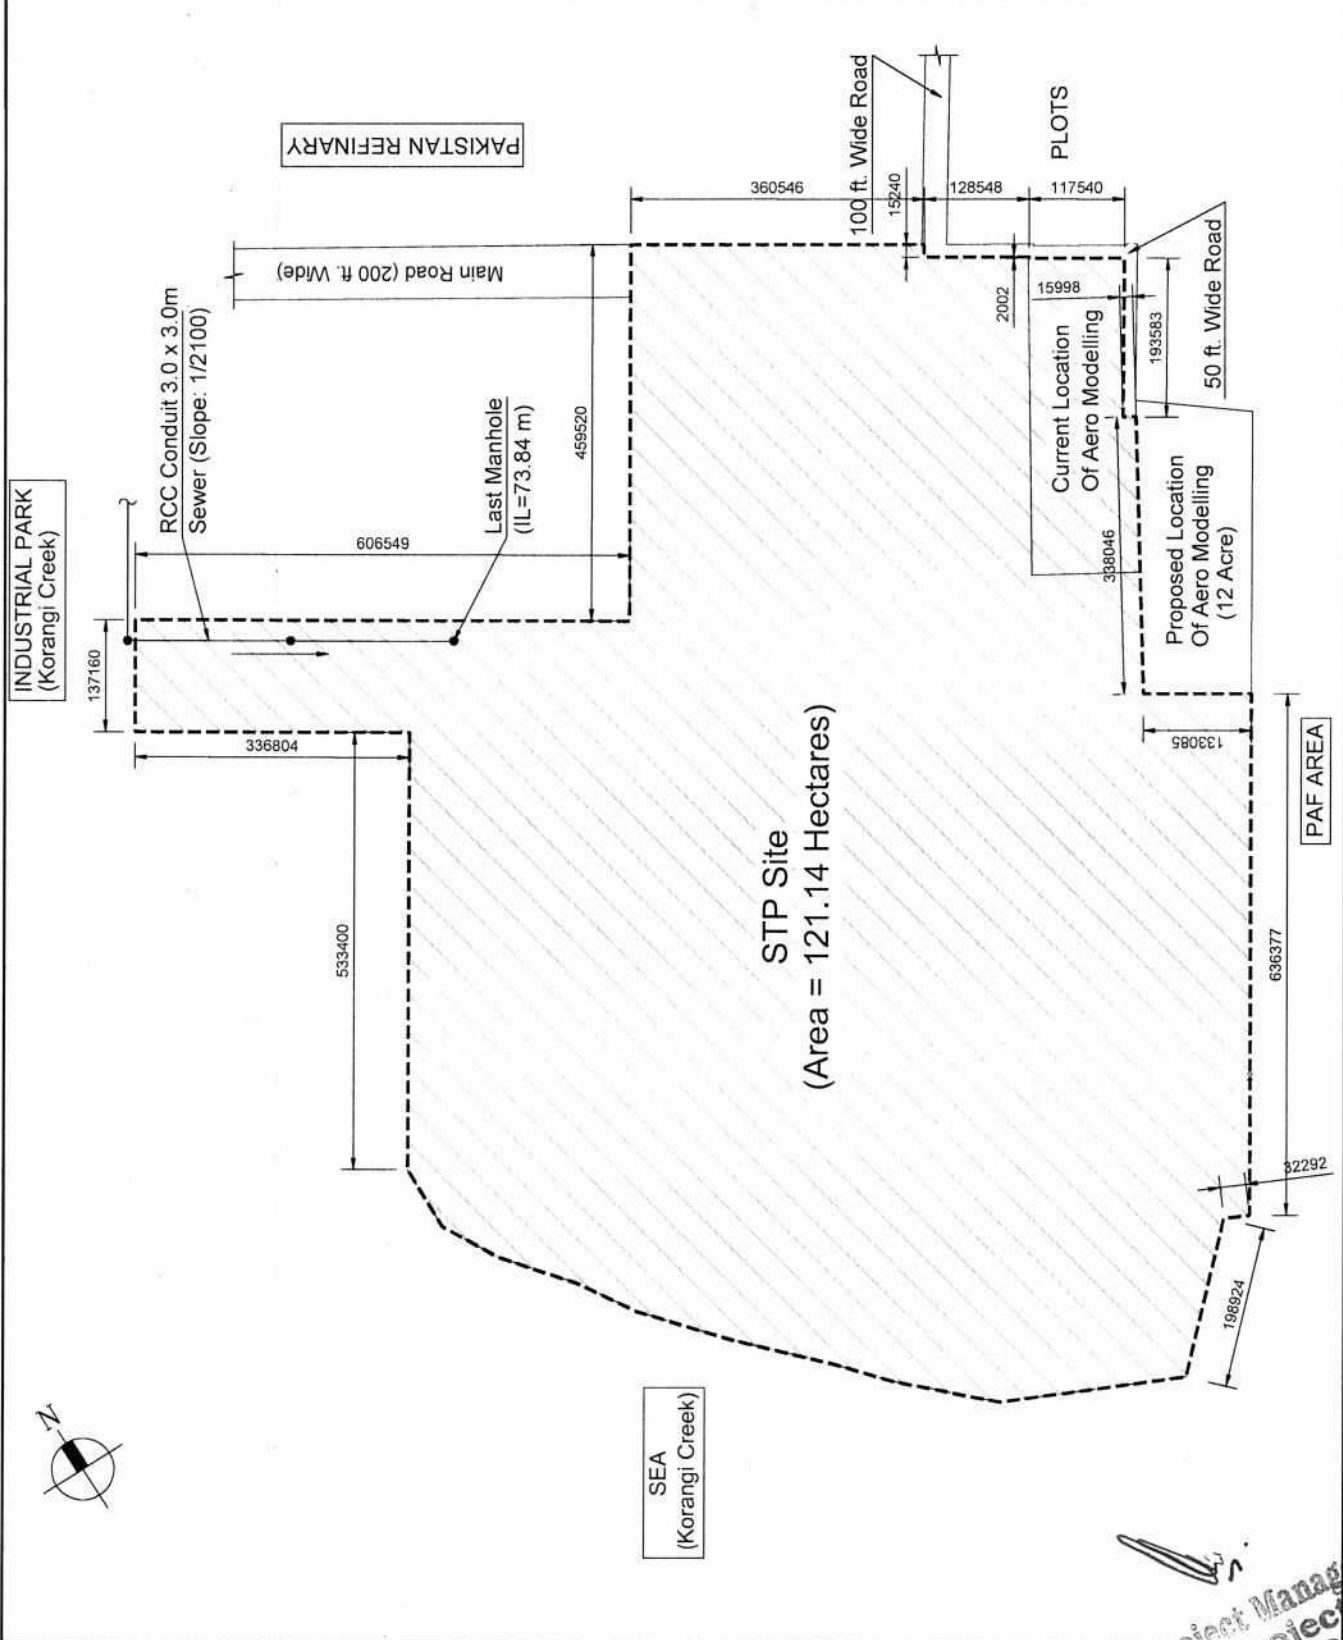 INDUSTRIAL PARK
(Korangi Creek)
PAKISTAN REFINARY
Main Road (200 ft. Wide)
RCC Conduit 3.0 x 3.0m
Sewer (Slope: 1/2100)
Last Manhole
(IL=73.84 m)
137160
606549
336804
459520
533400
360546
15240
128548
117540
100 ft. Wide Road
PLOTS
2002
15998
193583
50 ft. Wide Road
Current Location
Of Aero Modelling
338046
Proposed Location
Of Aero Modelling
(12 Acre)
133085
STP Site
(Area = 121.14 Hectares)
PAF AREA
636377
32292
198924
SEA
(Korangi Creek)
N